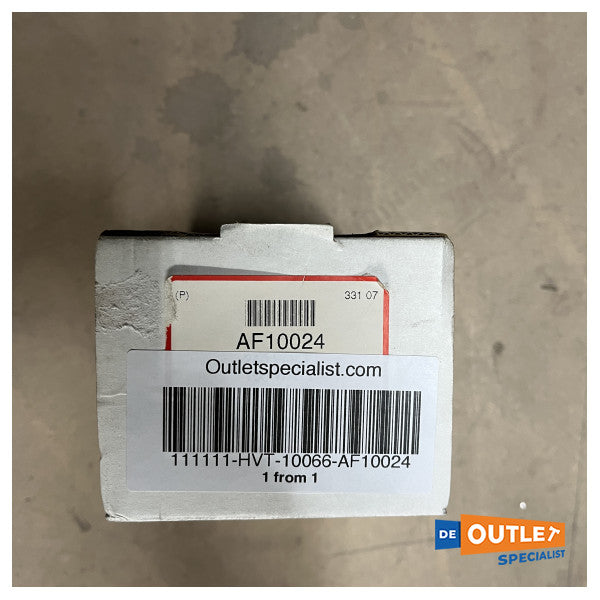 (P) 331 07
AF10024
Outletspecialist.com
111111-HVT-10066-AF10024
1 from 1
DE OUTLET
SPECIALIST